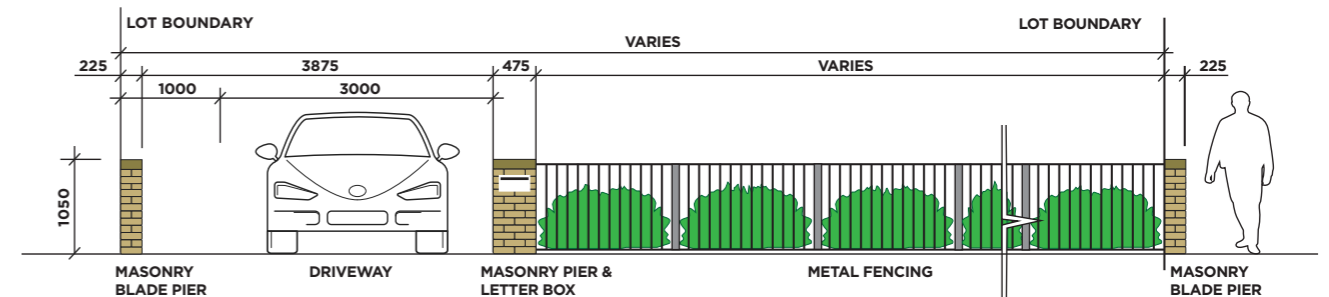 LOT BOUNDARY
LOT BOUNDARY
VARIES
225
3875
475
VARIES
225
1000
3000
1050
MASONRY
BLADE PIER
DRIVEWAY
MASONRY PIER &
LETTER BOX
METAL FENCING
MASONRY
BLADE PIER